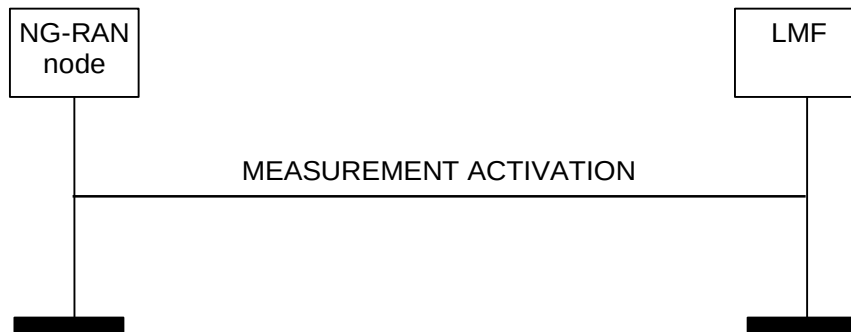 NG-RAN
node
LMF
MEASUREMENT ACTIVATION